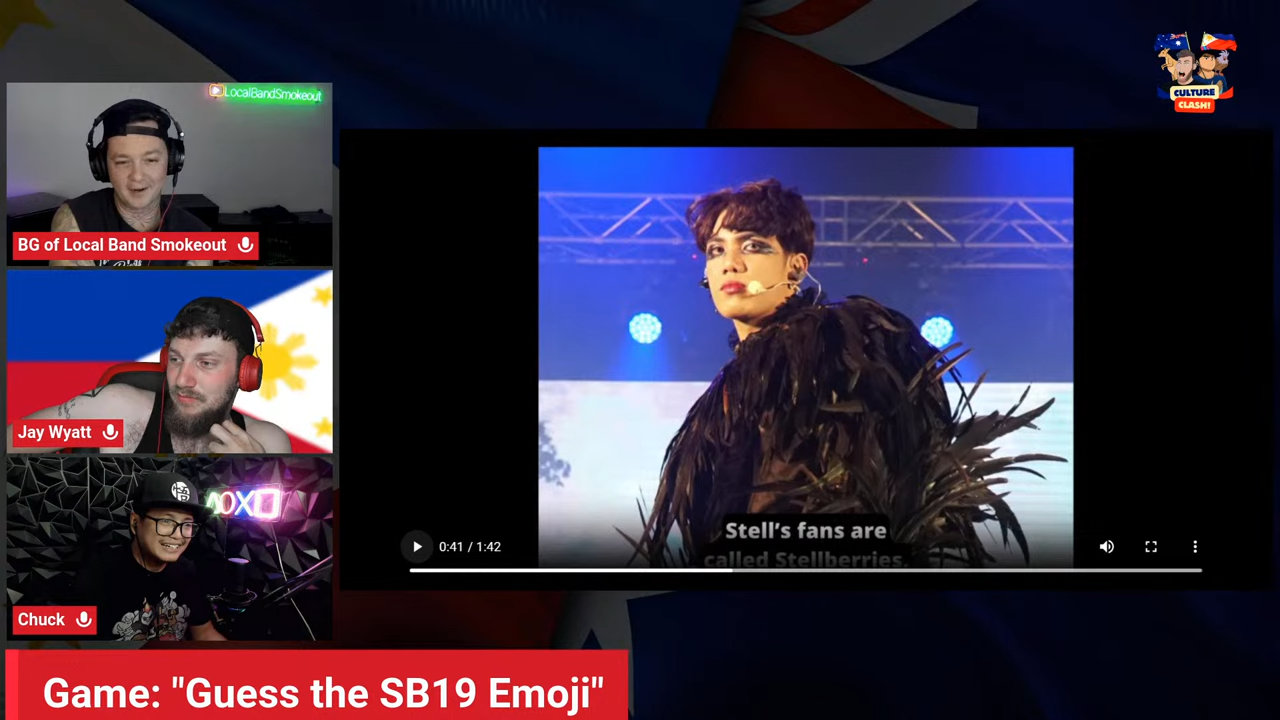 LocalBandSmokeout
BG of Local Band Smokeout
Jay Wyatt
AOXO
Chuck
CULTURE
CLASH!
Stell's fans are
called Stellberries.
0:41 / 1:42
Game: "Guess the SB19 Emoji"